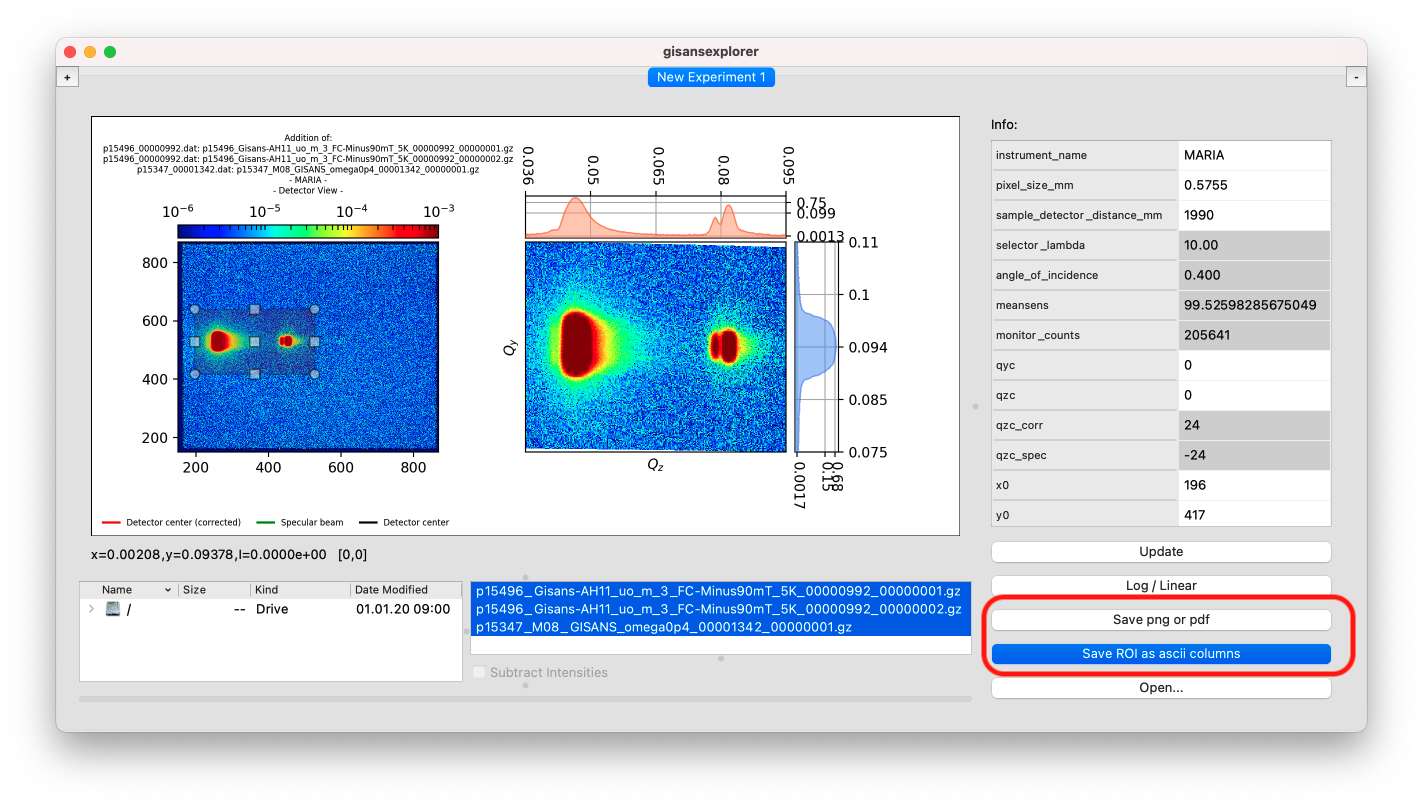 gisansexplorer
+
New Experiment 1
-
Addition of:
p15496_00000992.dat: p15496_Gisans-AH11_uo_m_3_FC-Minus90mT_5K_00000992_00000001.gz
p15496_00000992.dat: p15496_Gisans-AH11_uo_m_3_FC-Minus90mT_5K_00000992_00000002.gz
p15347_00001342.dat: p15347_M08_GISANS_omega0p4_00001342_00000001.gz
- MARIA -
- Detector View -
10⁻⁶ 10⁻⁵ 10⁻⁴ 10⁻³
800
600
400
200
200 400 600 800
0.036 0.05 0.065 0.08 0.095
0.75
0.099
0.0013
Qy
Qz
0.11
0.1
0.094
0.085
0.075
0.0017 0.15 0.68
Detector center (corrected) Specular beam Detector center
x=0.00208,y=0.09378,I=0.0000e+00 [0,0]
Name Size Kind Date Modified
/ -- Drive 01.01.20 09:00
p15496_Gisans-AH11_uo_m_3_FC-Minus90mT_5K_00000992_00000001.gz
p15496_Gisans-AH11_uo_m_3_FC-Minus90mT_5K_00000992_00000002.gz
p15347_M08_GISANS_omega0p4_00001342_00000001.gz
Subtract Intensities
Info:
instrument_name MARIA
pixel_size_mm 0.5755
sample_detector_distance_mm 1990
selector_lambda 10.00
angle_of_incidence 0.400
meansens 99.52598285675049
monitor_counts 205641
qyc 0
qzc 0
qzc_corr 24
qzc_spec -24
x0 196
y0 417
Update
Log / Linear
Save png or pdf
Save ROI as ascii columns
Open...